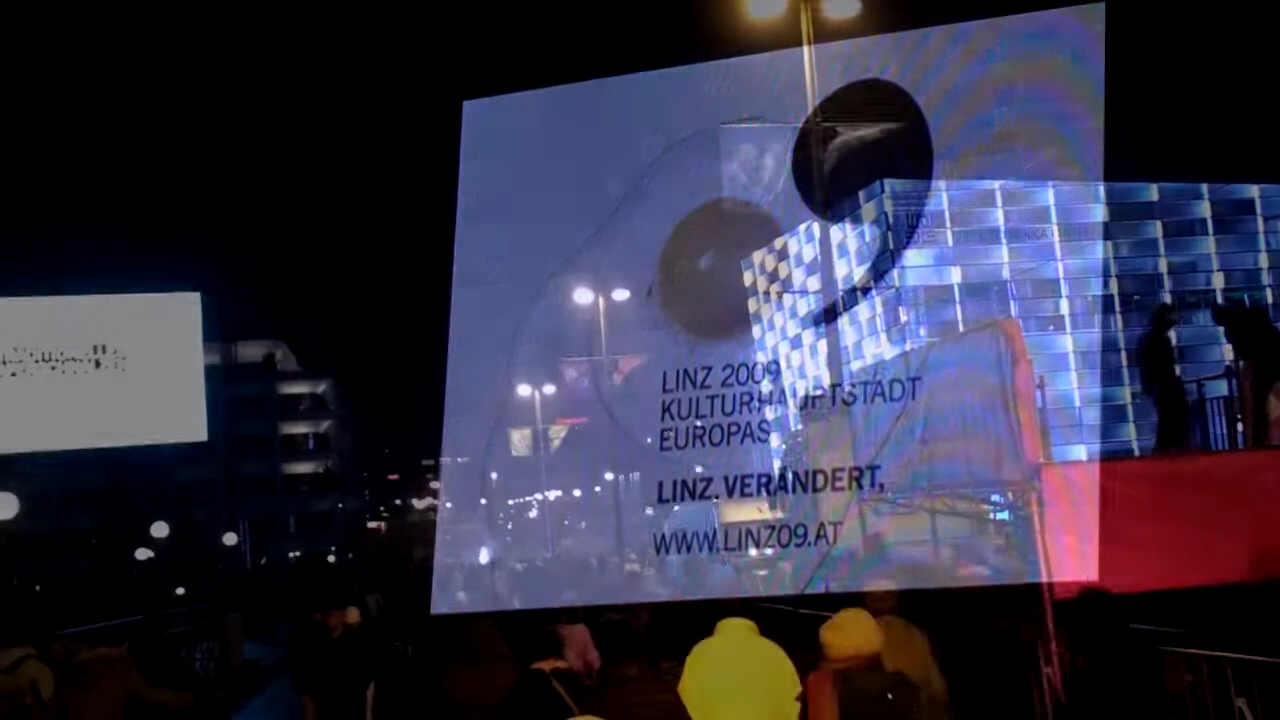 LINZ 2009
KULTURHAUPTSTADT
EUROPAS
LINZ. VERÄNDERT,
WWW.LINZ09.AT